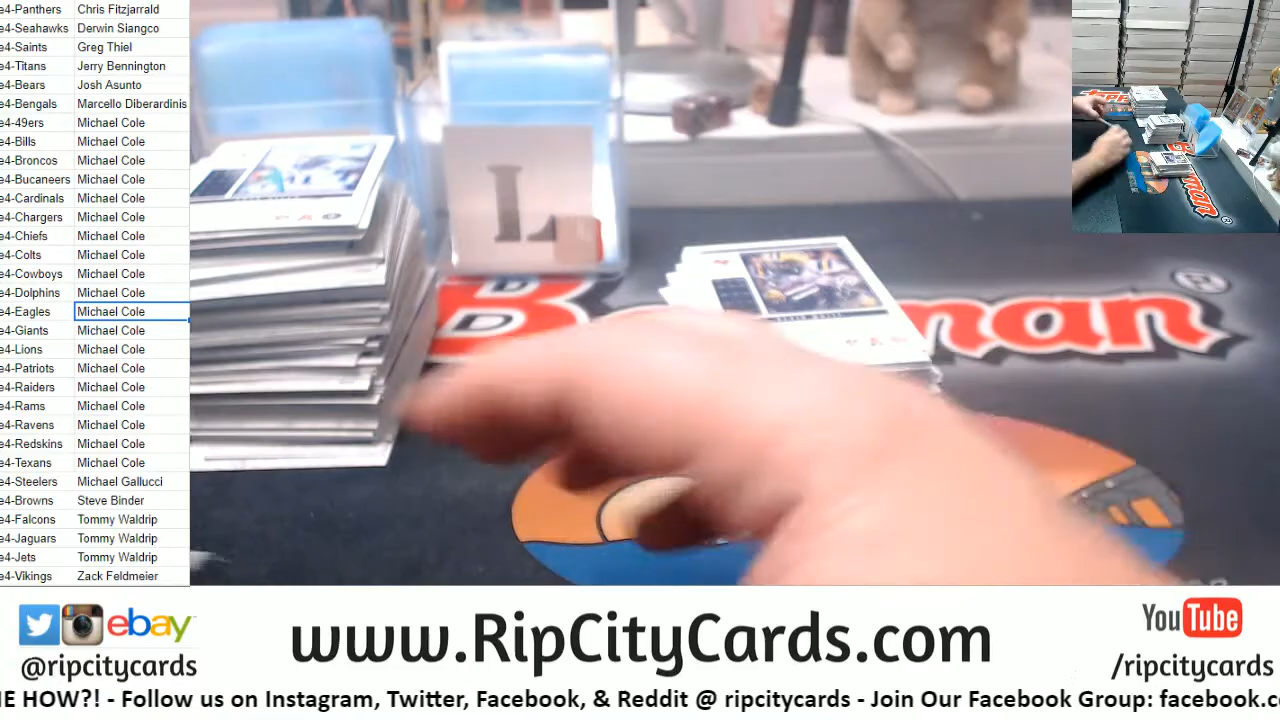 e4-Panthers Chris Fitzjarrald
e4-Seahawks Derwin Siangco
e4-Saints Greg Thiel
e4-Titans Jerry Bennington
e4-Bears Josh Asunto
e4-Bengals Marcello Diberardinis
e4-49ers Michael Cole
e4-Bills Michael Cole
e4-Broncos Michael Cole
e4-Bucaneers Michael Cole
e4-Cardinals Michael Cole
e4-Chargers Michael Cole
e4-Chiefs Michael Cole
e4-Colts Michael Cole
e4-Cowboys Michael Cole
e4-Dolphins Michael Cole
e4-Eagles Michael Cole
e4-Giants Michael Cole
e4-Lions Michael Cole
e4-Patriots Michael Cole
e4-Raiders Michael Cole
e4-Rams Michael Cole
e4-Ravens Michael Cole
e4-Redskins Michael Cole
e4-Texans Michael Cole
e4-Steelers Michael Gallucci
e4-Browns Steve Binder
e4-Falcons Tommy Waldrip
e4-Jaguars Tommy Waldrip
e4-Jets Tommy Waldrip
e4-Vikings Zack Feldmeier
L
B man ®
ebay
@ripcitycards
www.RipCityCards.com
YouTube
/ripcitycards
IE HOW?! - Follow us on Instagram, Twitter, Facebook, & Reddit @ ripcitycards - Join Our Facebook Group: facebook.c